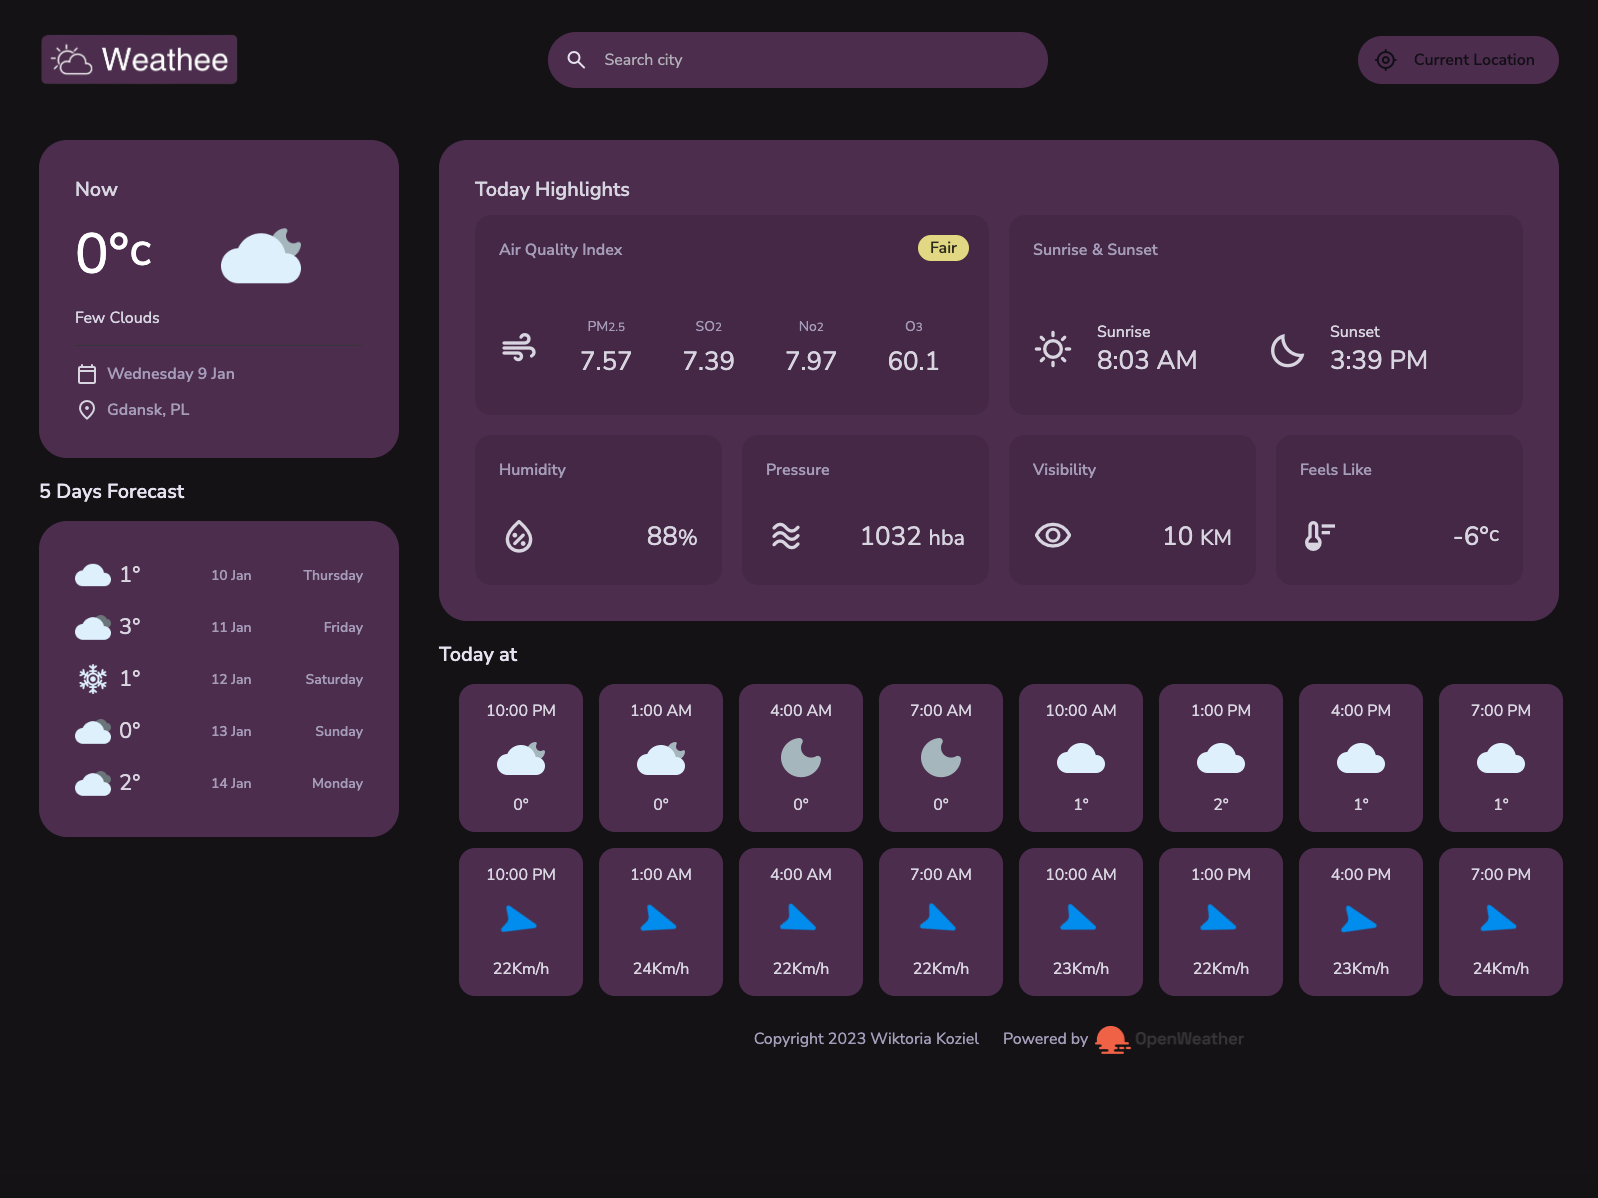 Weathee
Search city
Current Location
Now
0°c
Few Clouds
Wednesday 9 Jan
Gdansk, PL
5 Days Forecast
1° 10 Jan Thursday
3° 11 Jan Friday
1° 12 Jan Saturday
0° 13 Jan Sunday
2° 14 Jan Monday
Today Highlights
Air Quality Index Fair
PM2.5 SO2 No2 O3
7.57 7.39 7.97 60.1
Sunrise & Sunset
Sunrise
8:03 AM
Sunset
3:39 PM
Humidity
88%
Pressure
1032 hba
Visibility
10 KM
Feels Like
-6°c
Today at
10:00 PM 1:00 AM 4:00 AM 7:00 AM 10:00 AM 1:00 PM 4:00 PM 7:00 PM
0° 0° 0° 0° 1° 2° 1° 1°
10:00 PM 1:00 AM 4:00 AM 7:00 AM 10:00 AM 1:00 PM 4:00 PM 7:00 PM
22Km/h 24Km/h 22Km/h 22Km/h 23Km/h 22Km/h 23Km/h 24Km/h
Copyright 2023 Wiktoria Koziel Powered by OpenWeather